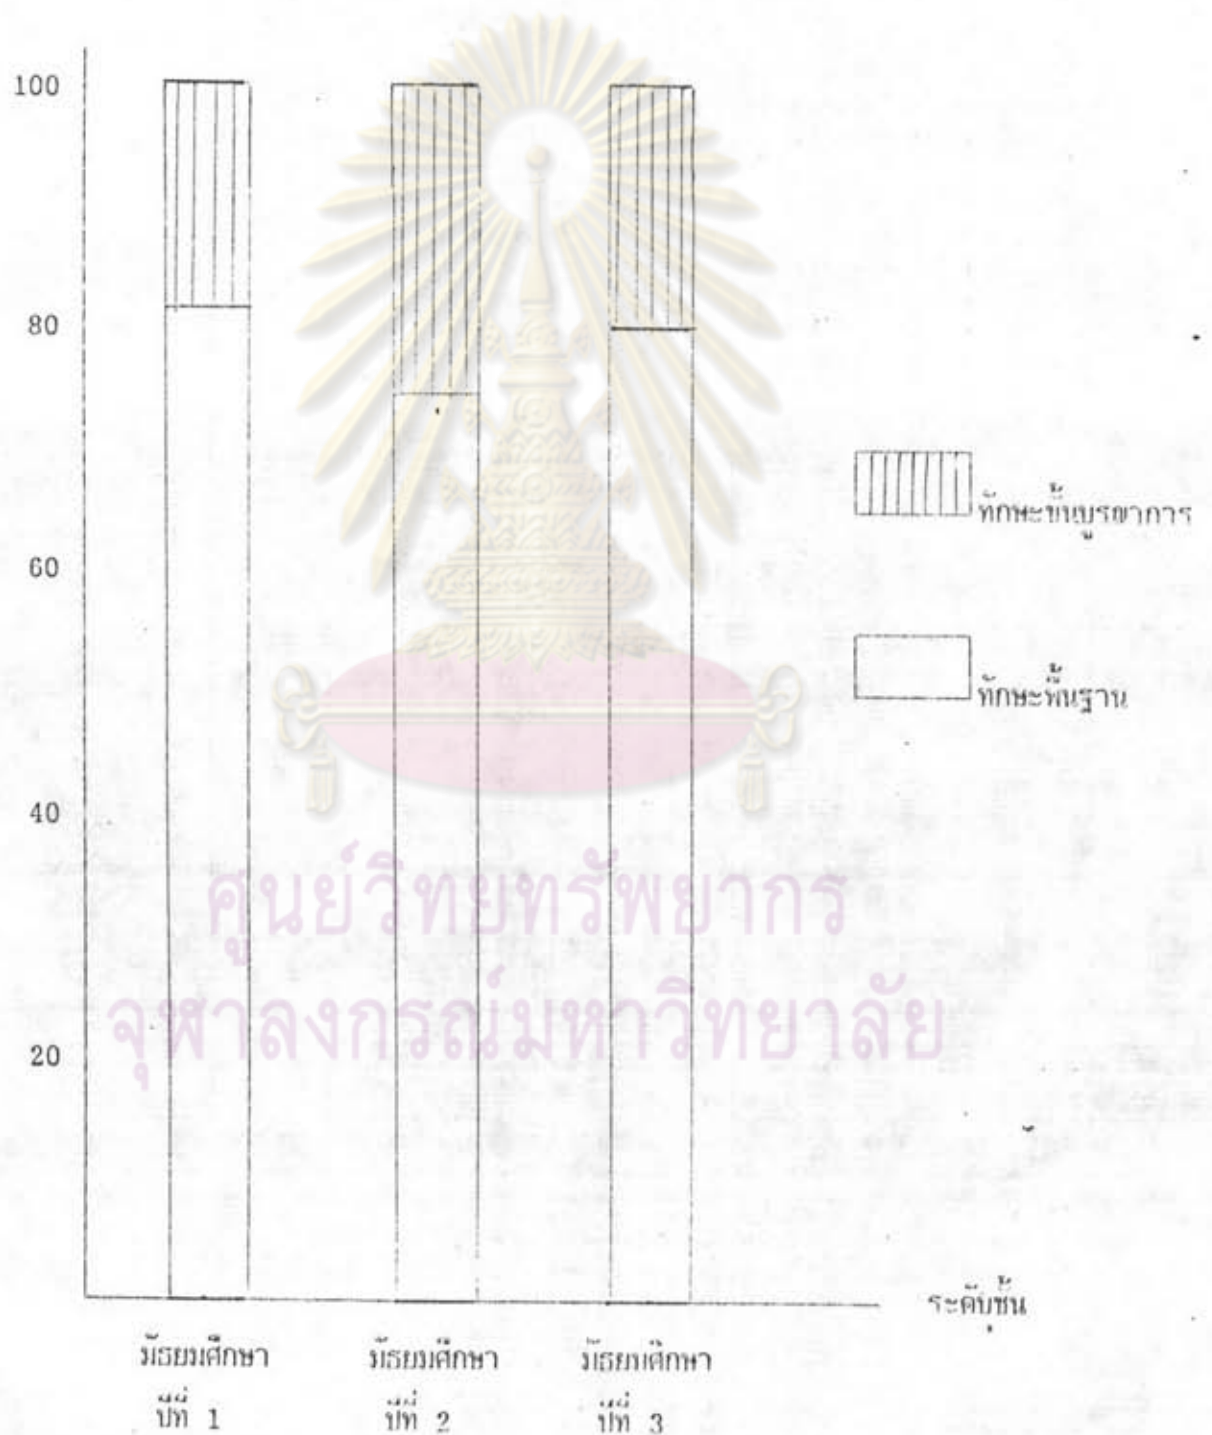 100
80
60
40
20
ทักษะขั้นบูรณาการ
ทักษะพื้นฐาน
ศูนย์วิทยทรัพยากร
จุฬาลงกรณ์มหาวิทยาลัย
ระดับชั้น
มัธยมศึกษา
ปีที่ 1
มัธยมศึกษา
ปีที่ 2
มัธยมศึกษา
ปีที่ 3